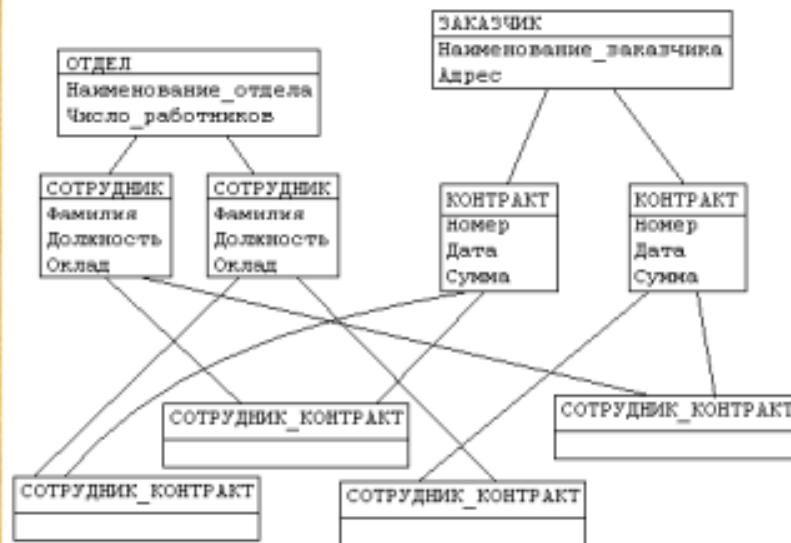 ЗАКАЗЧИК
Наименование_заказчика
Адрес
ОТДЕЛ
Наименование_отдела
Число_работников
СОТРУДНИК
Фамилия
Должность
Оклад
СОТРУДНИК
Фамилия
Должность
Оклад
КОНТРАКТ
Номер
Дата
Сумма
КОНТРАКТ
Номер
Дата
Сумма
СОТРУДНИК_КОНТРАКТ
СОТРУДНИК_КОНТРАКТ
СОТРУДНИК_КОНТРАКТ
СОТРУДНИК_КОНТРАКТ